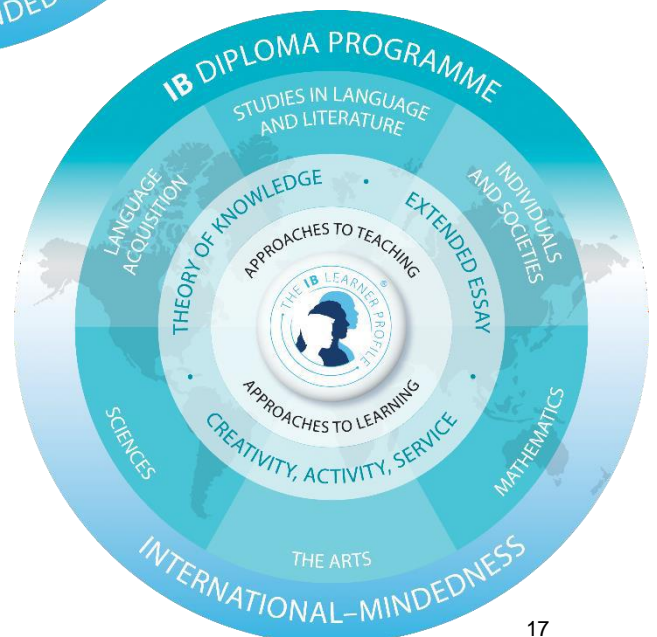 NDED
IB DIPLOMA PROGRAMME
STUDIES IN LANGUAGE
AND LITERATURE
LANGUAGE
ACQUISITION
INDIVIDUALS
AND SOCIETIES
THEORY OF KNOWLEDGE
•
EXTENDED ESSAY
APPROACHES TO TEACHING
THE IB LEARNER PROFILE
®
APPROACHES TO LEARNING
•
CREATIVITY, ACTIVITY, SERVICE
•
SCIENCES
MATHEMATICS
THE ARTS
INTERNATIONAL–MINDEDNESS
17